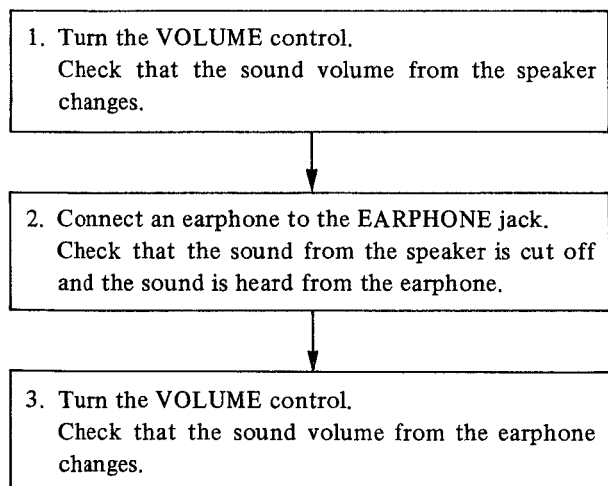 1. Turn the VOLUME control.
Check that the sound volume from the speaker
changes.
2. Connect an earphone to the EARPHONE jack.
Check that the sound from the speaker is cut off
and the sound is heard from the earphone.
3. Turn the VOLUME control.
Check that the sound volume from the earphone
changes.